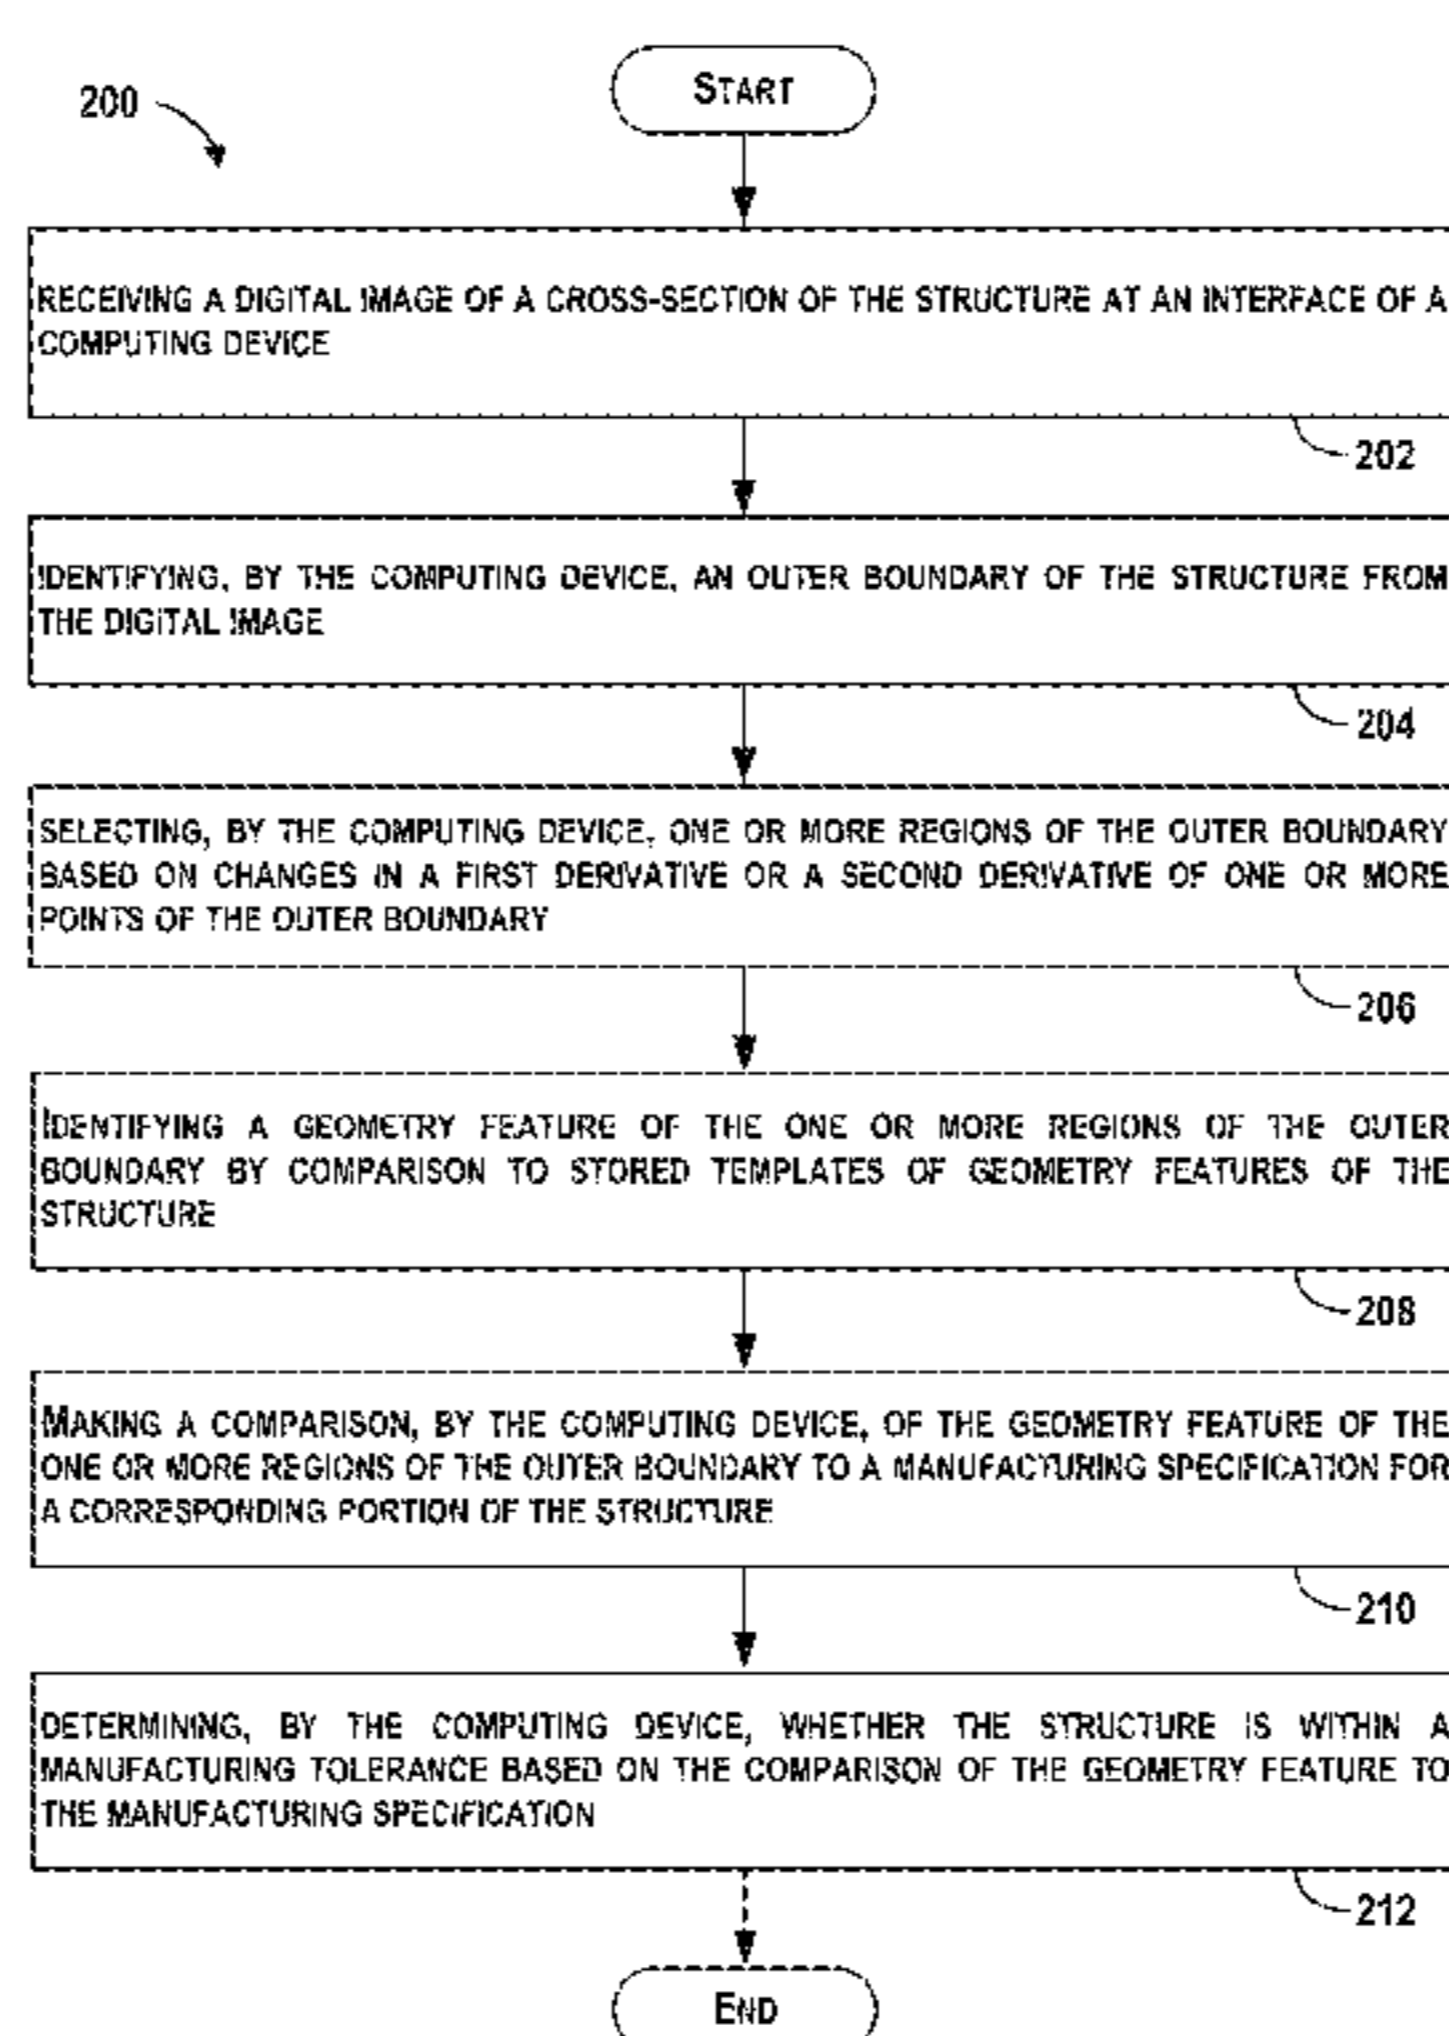 START
200
RECEIVING A DIGITAL IMAGE OF A CROSS-SECTION OF THE STRUCTURE AT AN INTERFACE OF A
COMPUTING DEVICE
202
IDENTIFYING, BY THE COMPUTING DEVICE, AN OUTER BOUNDARY OF THE STRUCTURE FROM
THE DIGITAL IMAGE
204
SELECTING, BY THE COMPUTING DEVICE, ONE OR MORE REGIONS OF THE OUTER BOUNDARY
BASED ON CHANGES IN A FIRST DERIVATIVE OR A SECOND DERIVATIVE OF ONE OR MORE
POINTS OF THE OUTER BOUNDARY
206
IDENTIFYING A GEOMETRY FEATURE OF THE ONE OR MORE REGIONS OF THE OUTER
BOUNDARY BY COMPARISON TO STORED TEMPLATES OF GEOMETRY FEATURES OF THE
STRUCTURE
208
MAKING A COMPARISON, BY THE COMPUTING DEVICE, OF THE GEOMETRY FEATURE OF THE
ONE OR MORE REGIONS OF THE OUTER BOUNDARY TO A MANUFACTURING SPECIFICATION FOR
A CORRESPONDING PORTION OF THE STRUCTURE
210
DETERMINING, BY THE COMPUTING DEVICE, WHETHER THE STRUCTURE IS WITHIN A
MANUFACTURING TOLERANCE BASED ON THE COMPARISON OF THE GEOMETRY FEATURE TO
THE MANUFACTURING SPECIFICATION
212
END